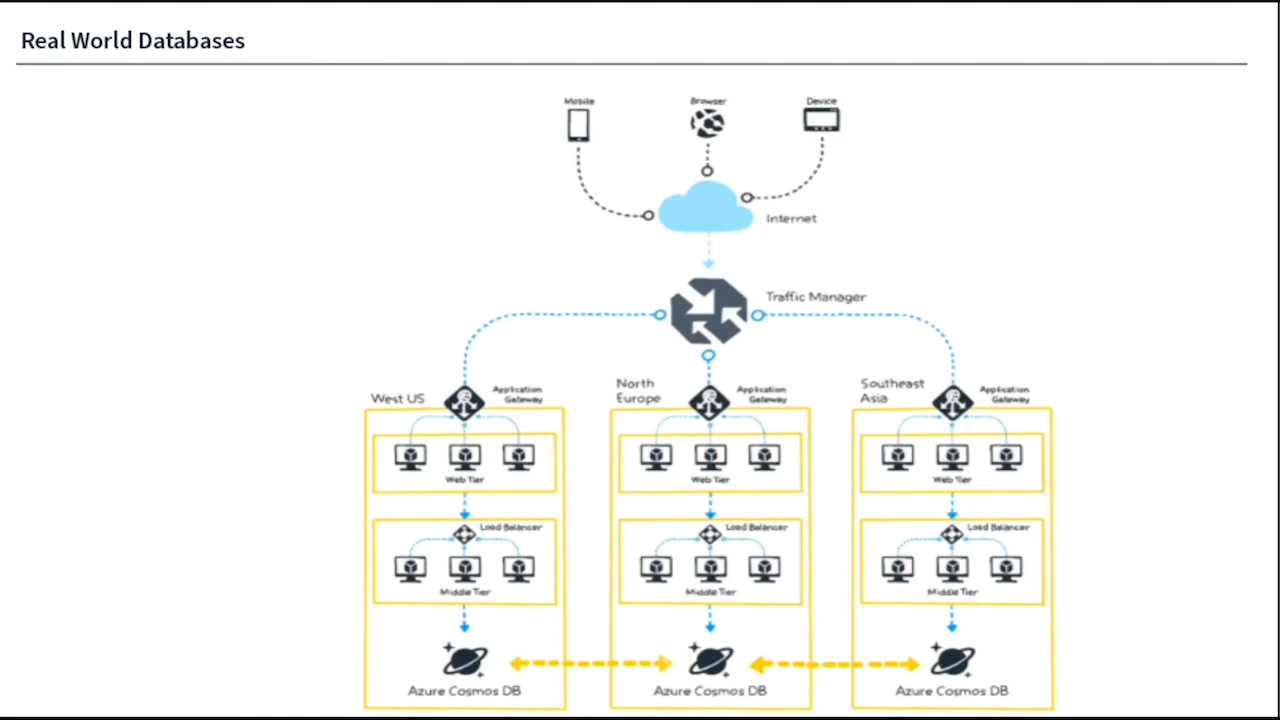 Real World Databases
Mobile
Browser
Device
Internet
Traffic Manager
West US
Application
Gateway
North
Europe
Application
Gateway
Southeast
Asia
Application
Gateway
Web Tier
Web Tier
Web Tier
Load Balancer
Load Balancer
Load Balancer
Middle Tier
Middle Tier
Middle Tier
Azure Cosmos DB
Azure Cosmos DB
Azure Cosmos DB